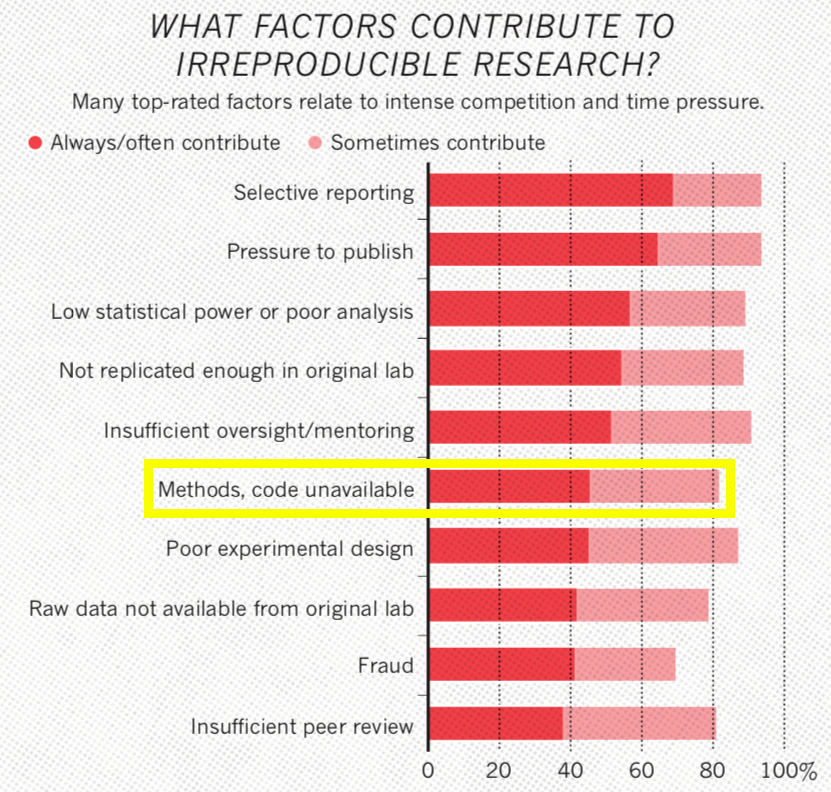 WHAT FACTORS CONTRIBUTE TO
IRREPRODUCIBLE RESEARCH?
Many top-rated factors relate to intense competition and time pressure.
Always/often contribute Sometimes contribute
Selective reporting
Pressure to publish
Low statistical power or poor analysis
Not replicated enough in original lab
Insufficient oversight/mentoring
Methods, code unavailable
Poor experimental design
Raw data not available from original lab
Fraud
Insufficient peer review
0 20 40 60 80 100%